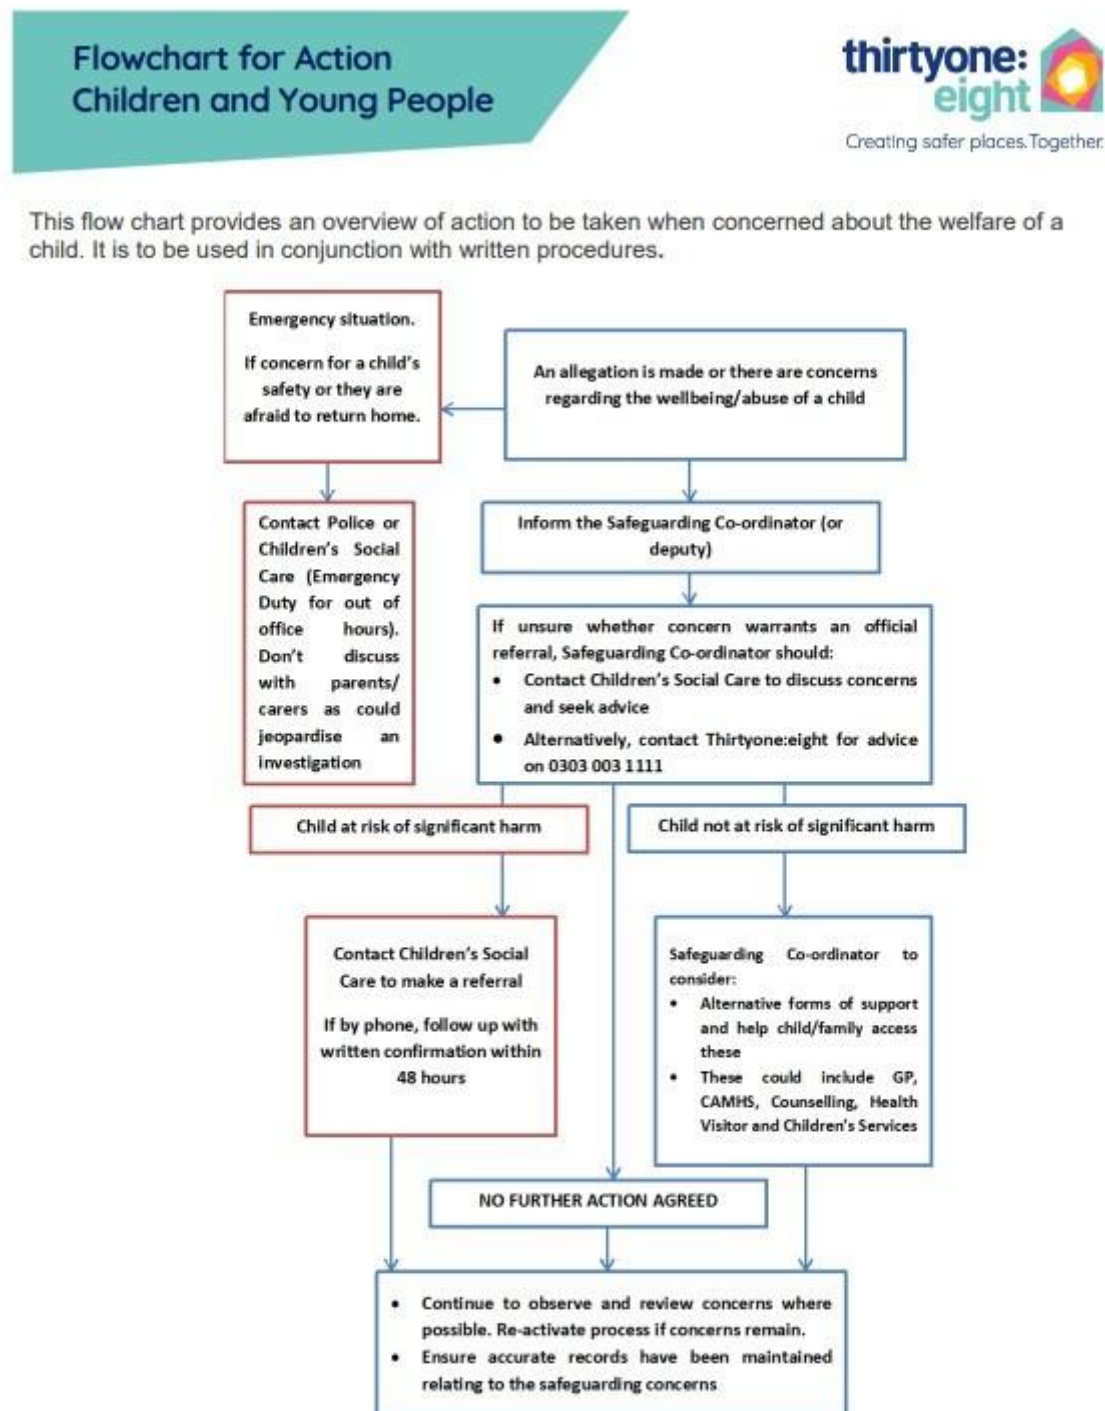 Flowchart for Action
Children and Young People
thirtyone:
eight
Creating safer places. Together.
This flow chart provides an overview of action to be taken when concerned about the welfare of a
child. It is to be used in conjunction with written procedures.
Emergency situation.
If concern for a child's
safety or they are
afraid to return home.
An allegation is made or there are concerns
regarding the wellbeing/abuse of a child
Contact Police or
Children's Social
Care (Emergency
Duty for out of
office hours).
Don't discuss
with parents/
carers as could
jeopardise an
investigation
Inform the Safeguarding Co-ordinator (or
deputy)
If unsure whether concern warrants an official
referral, Safeguarding Co-ordinator should:
• Contact Children's Social Care to discuss concerns
and seek advice
• Alternatively, contact Thirtyone:eight for advice
on 0303 003 1111
Child at risk of significant harm
Child not at risk of significant harm
Contact Children's Social
Care to make a referral
If by phone, follow up with
written confirmation within
48 hours
Safeguarding Co-ordinator to
consider:
• Alternative forms of support
and help child/family access
these
• These could include GP,
CAMHS, Counselling, Health
Visitor and Children's Services
NO FURTHER ACTION AGREED
• Continue to observe and review concerns where
possible. Re-activate process if concerns remain.
• Ensure accurate records have been maintained
relating to the safeguarding concerns